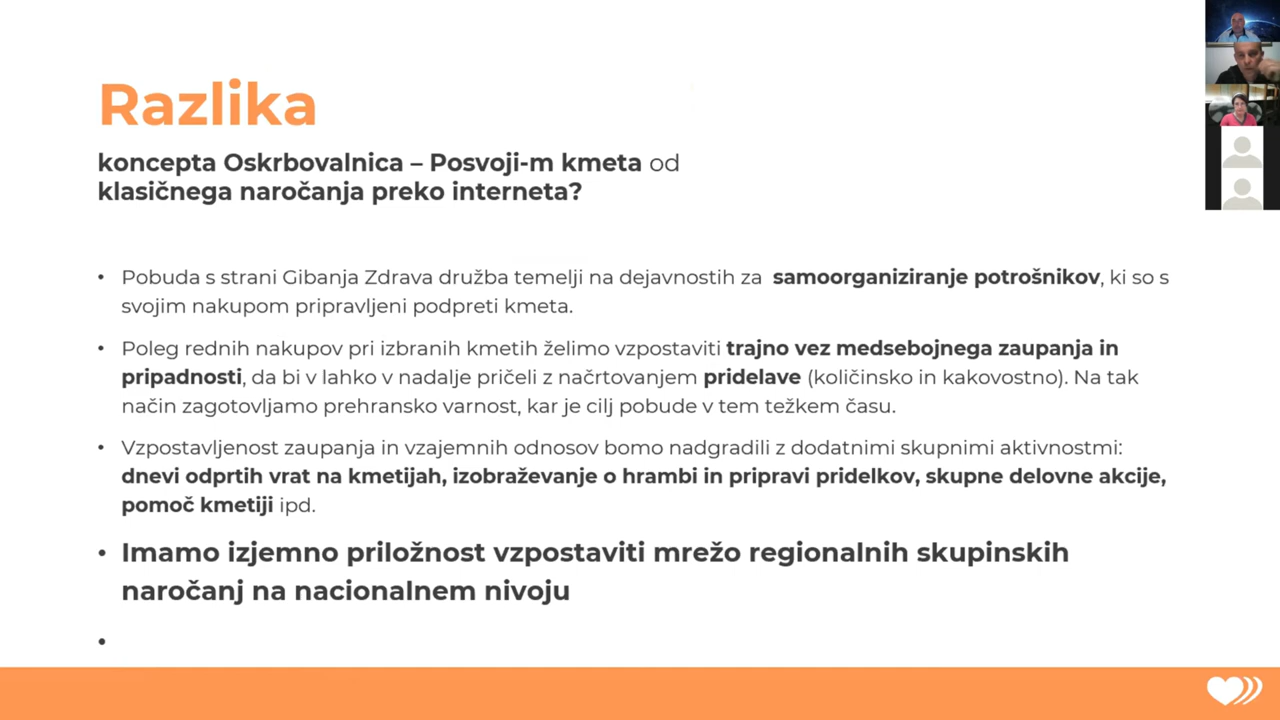 Razlika
koncepta Oskrbovalnica – Posvoji-m kmeta od
klasičnega naročanja preko interneta?
• Pobuda s strani Gibanja Zdrava družba temelji na dejavnostih za samoorganiziranje potrošnikov, ki so s
svojim nakupom pripravljeni podpreti kmeta.
• Poleg rednih nakupov pri izbranih kmetih želimo vzpostaviti trajno vez medsebojnega zaupanja in
pripadnosti, da bi v lahko v nadalje pričeli z načrtovanjem pridelave (količinsko in kakovostno). Na tak
način zagotovljamo prehransko varnost, kar je cilj pobude v tem težkem času.
• Vzpostavljenost zaupanja in vzajemnih odnosov bomo nadgradili z dodatnimi skupnimi aktivnostmi:
dnevi odprtih vrat na kmetijah, izobraževanje o hrambi in pripravi pridelkov, skupne delovne akcije,
pomoč kmetiji ipd.
• Imamo izjemno priložnost vzpostaviti mrežo regionalnih skupinskih
naročanj na nacionalnem nivoju
•